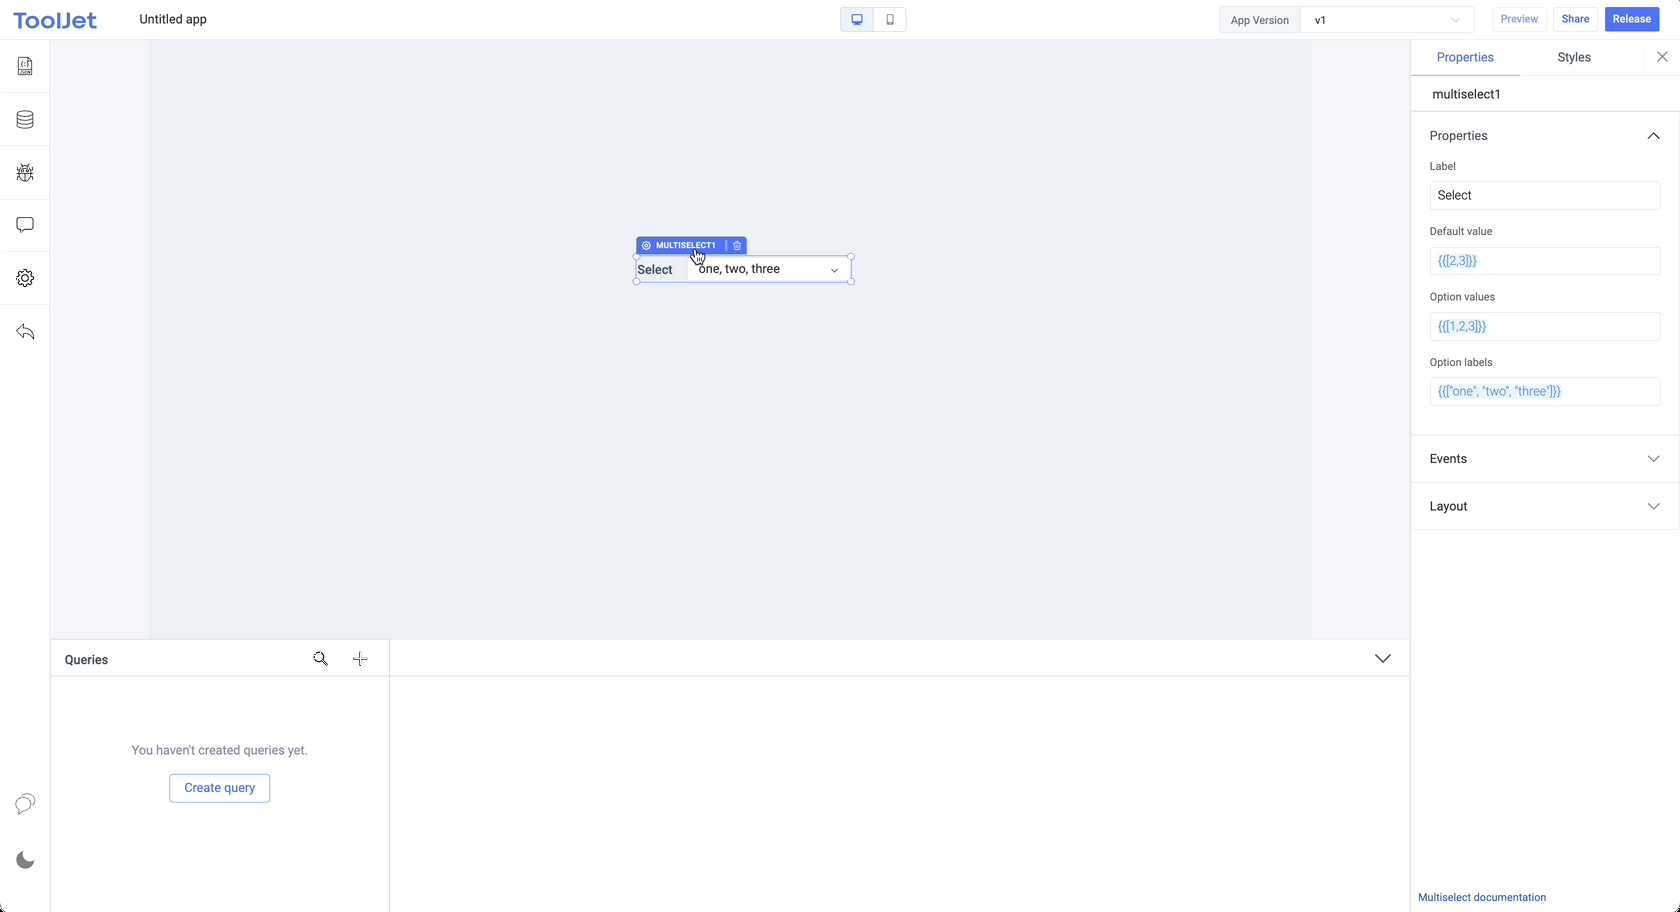 ToolJet
Untitled app
App Version
v1
Preview
Share
Release
JSON
Properties
Styles
multiselect1
Properties
Label
Select
Default value
{{[2,3]}}
Option values
{{[1,2,3]}}
Option labels
{{["one", "two", "three"]}}
Events
Layout
MULTISELECT1
Select
one, two, three
Queries
You haven't created queries yet.
Create query
Multiselect documentation